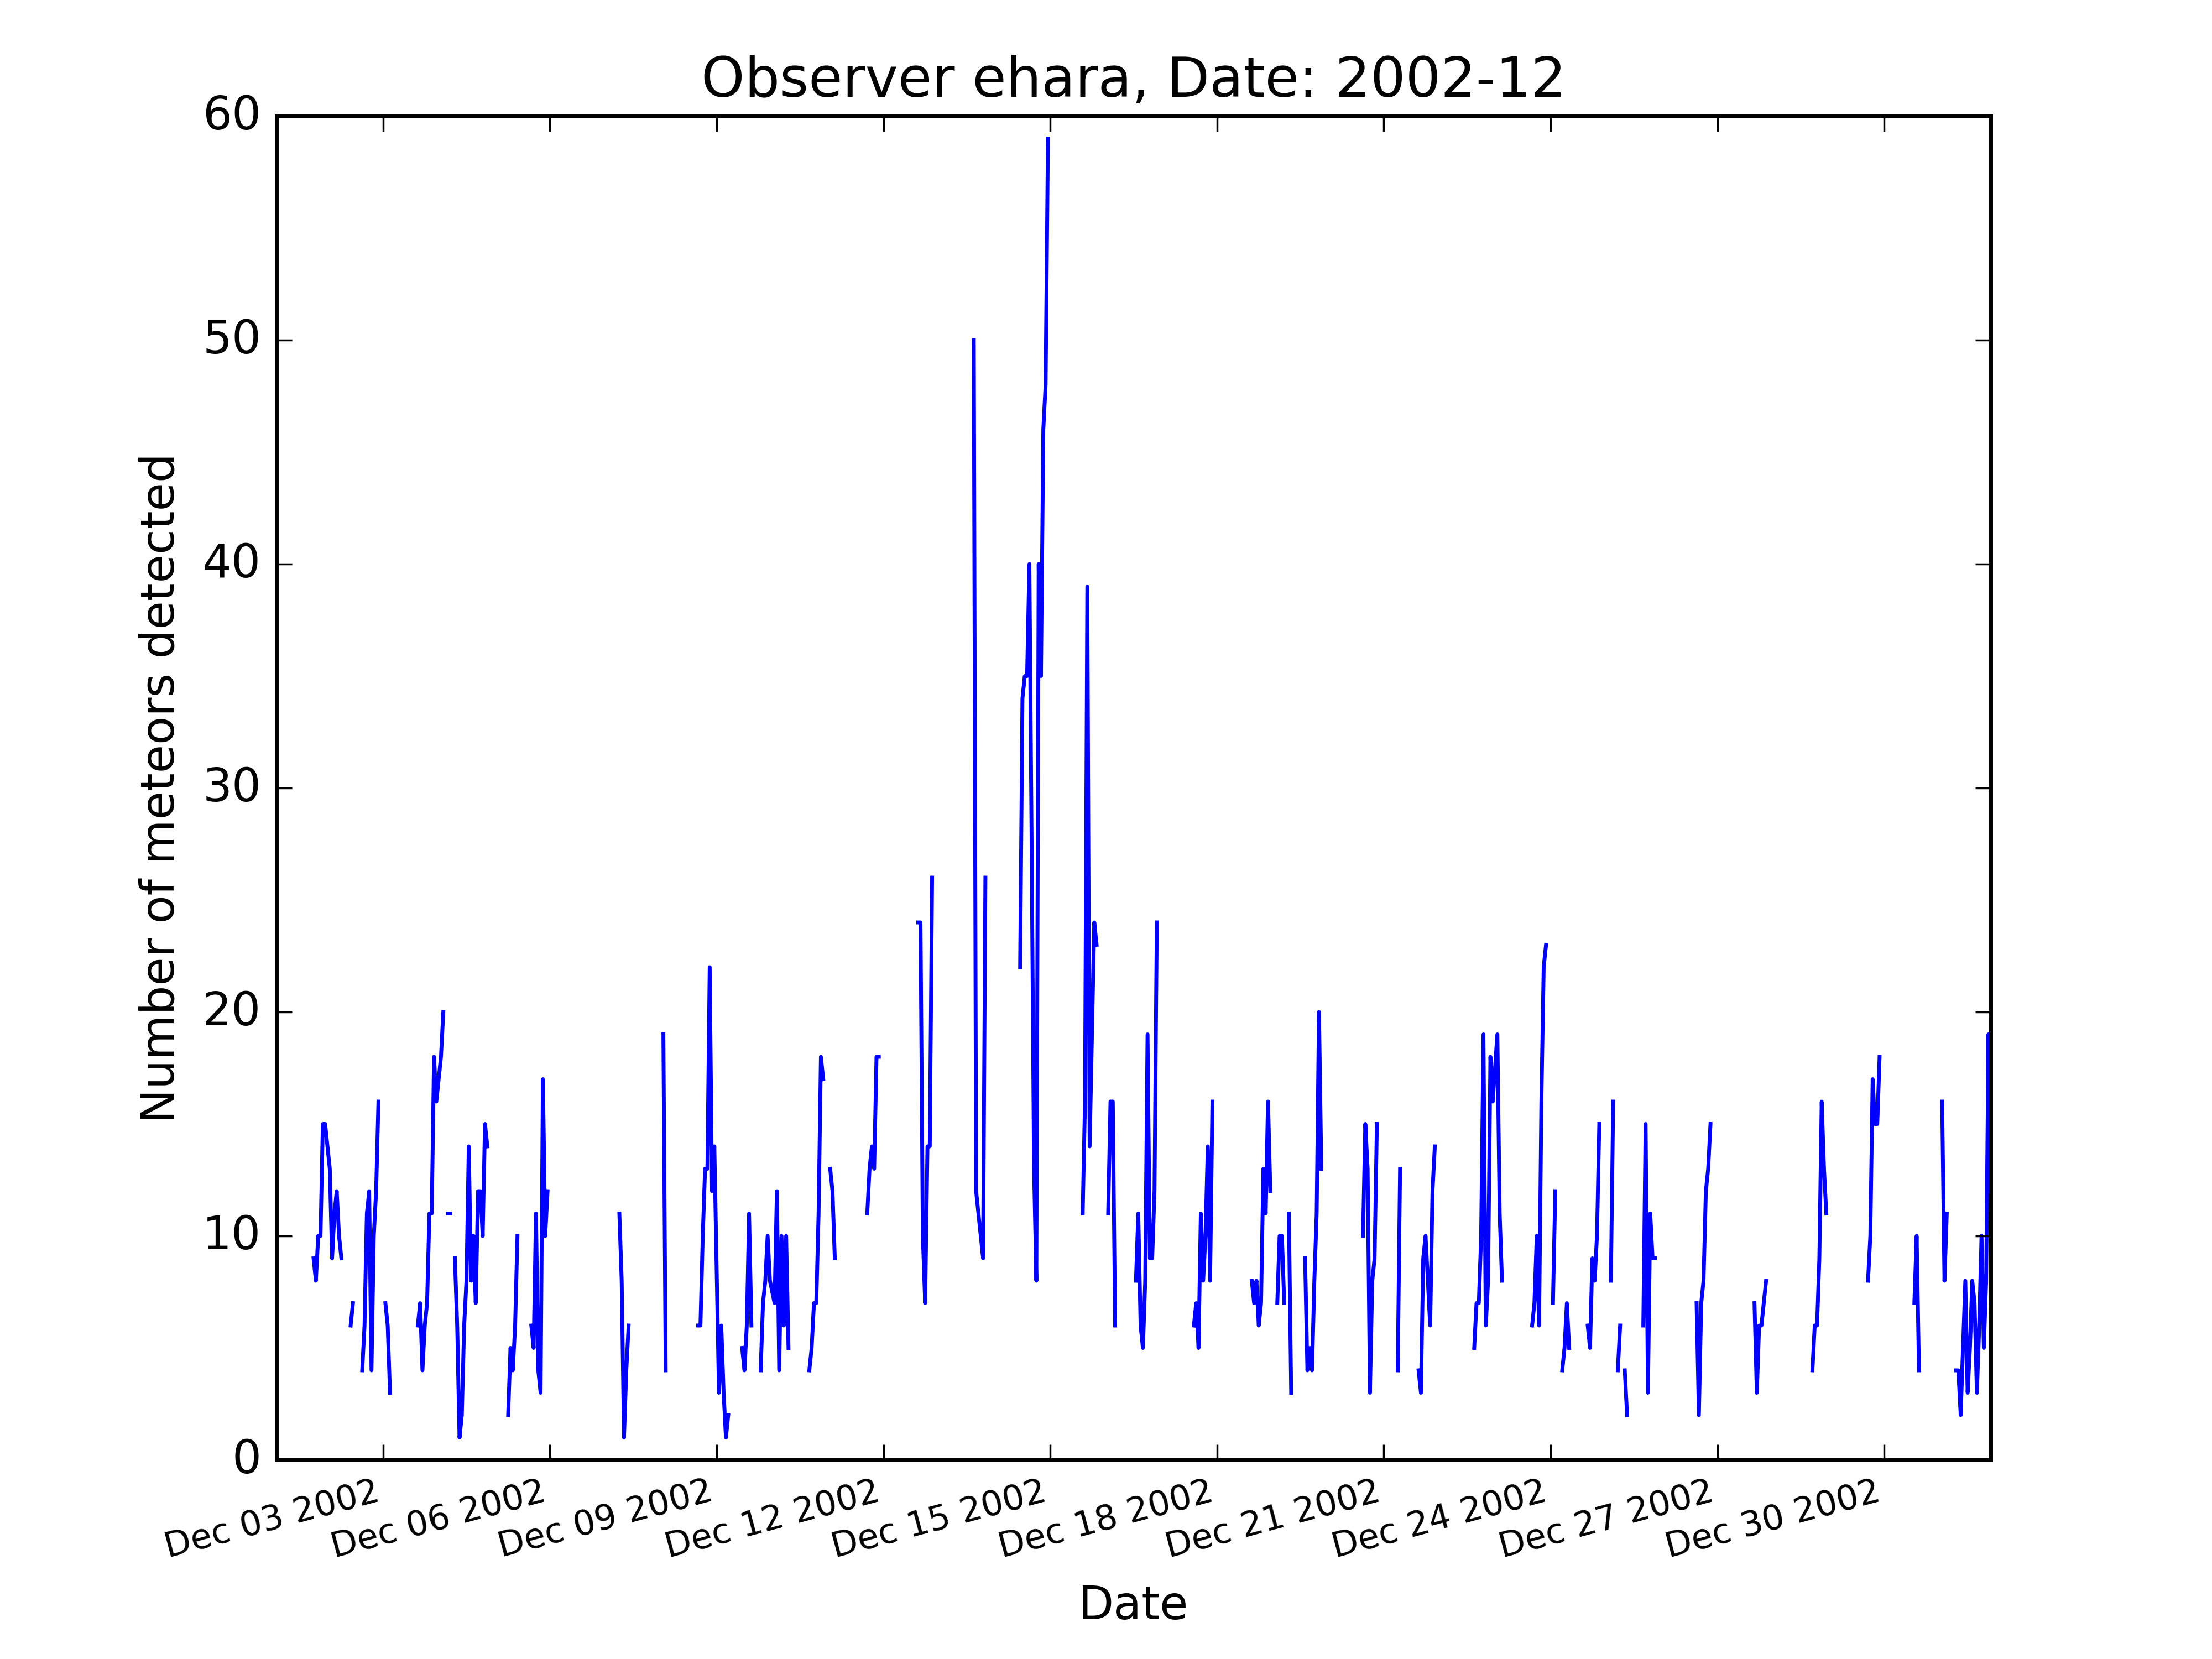 Observer ehara, Date: 2002-12
60
50
40
30
20
10
0
Number of meteors detected
Dec 03 2002
Dec 06 2002
Dec 09 2002
Dec 12 2002
Dec 15 2002
Dec 18 2002
Dec 21 2002
Dec 24 2002
Dec 27 2002
Dec 30 2002
Date